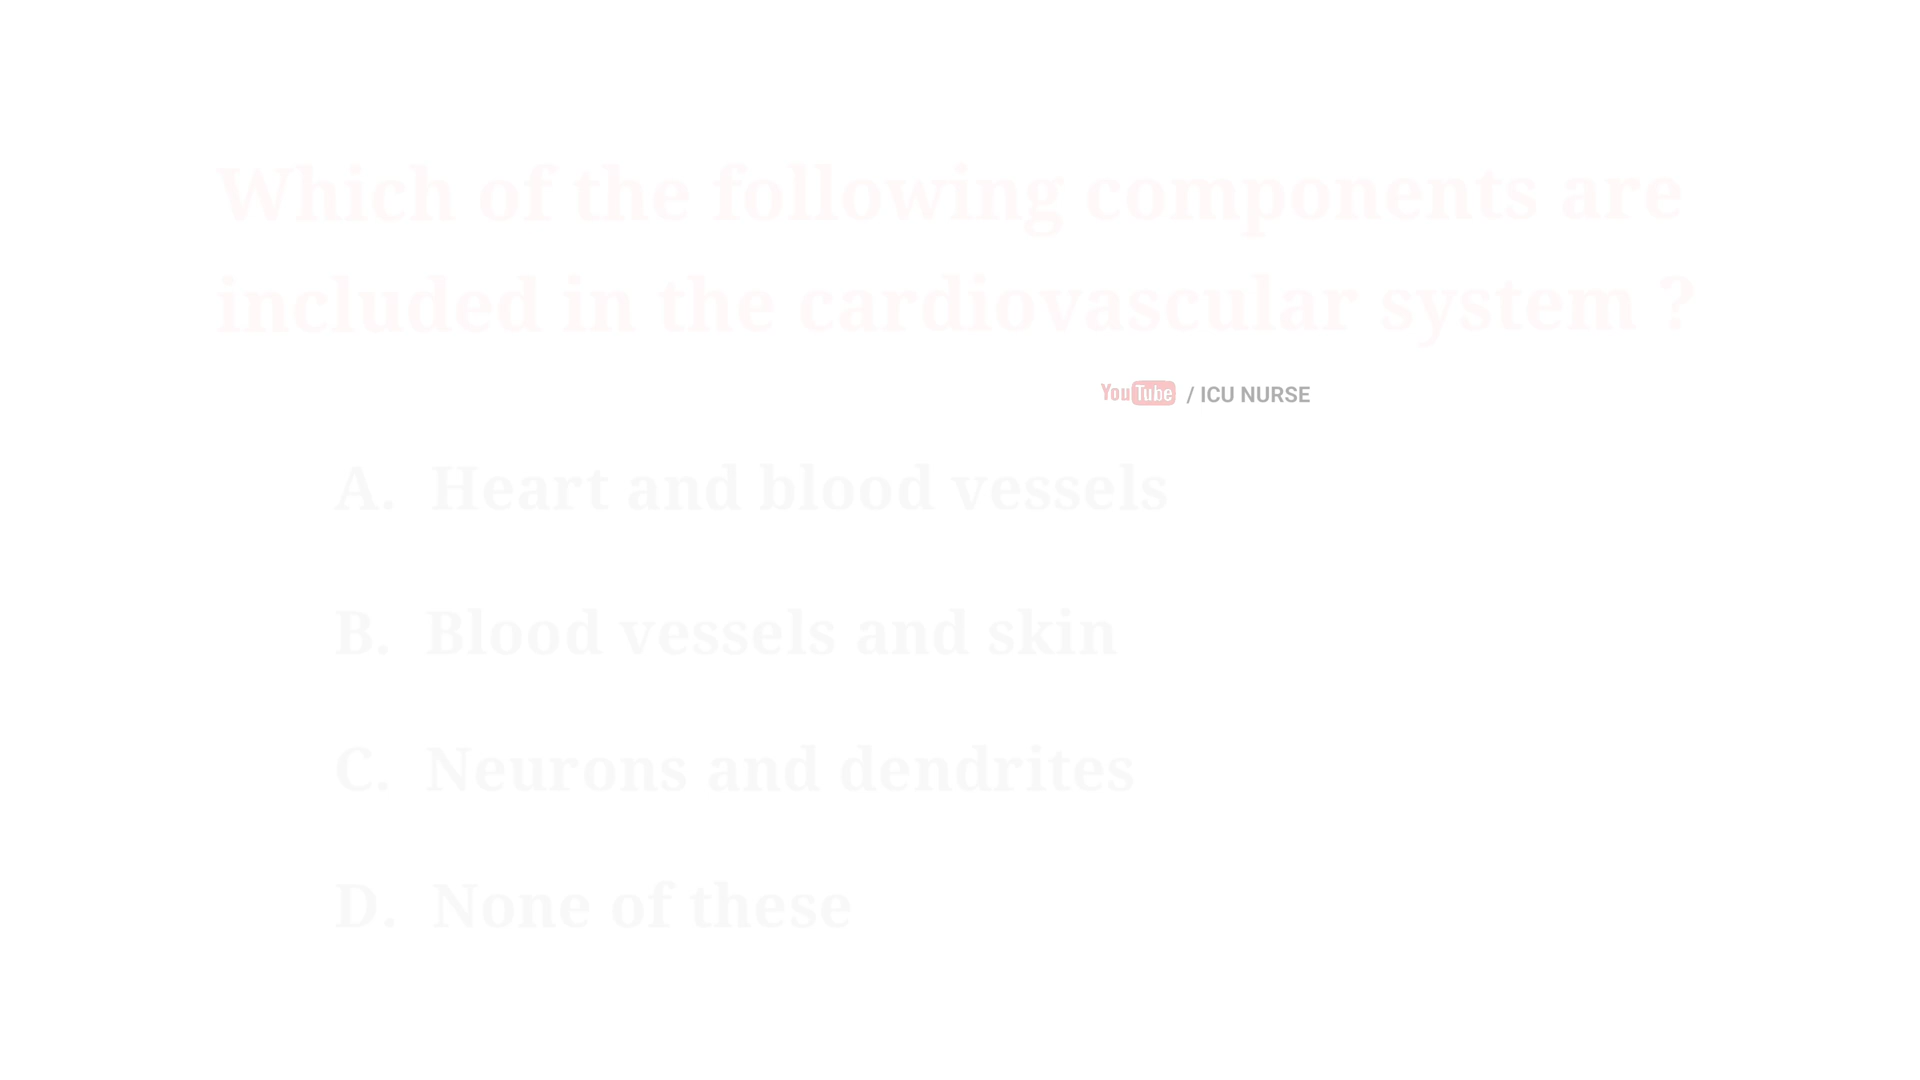 Which of the following components are
included in the cardiovascular system ?
YouTube / ICU NURSE
A. Heart and blood vessels
B. Blood vessels and skin
C. Neurons and dendrites
D. None of these